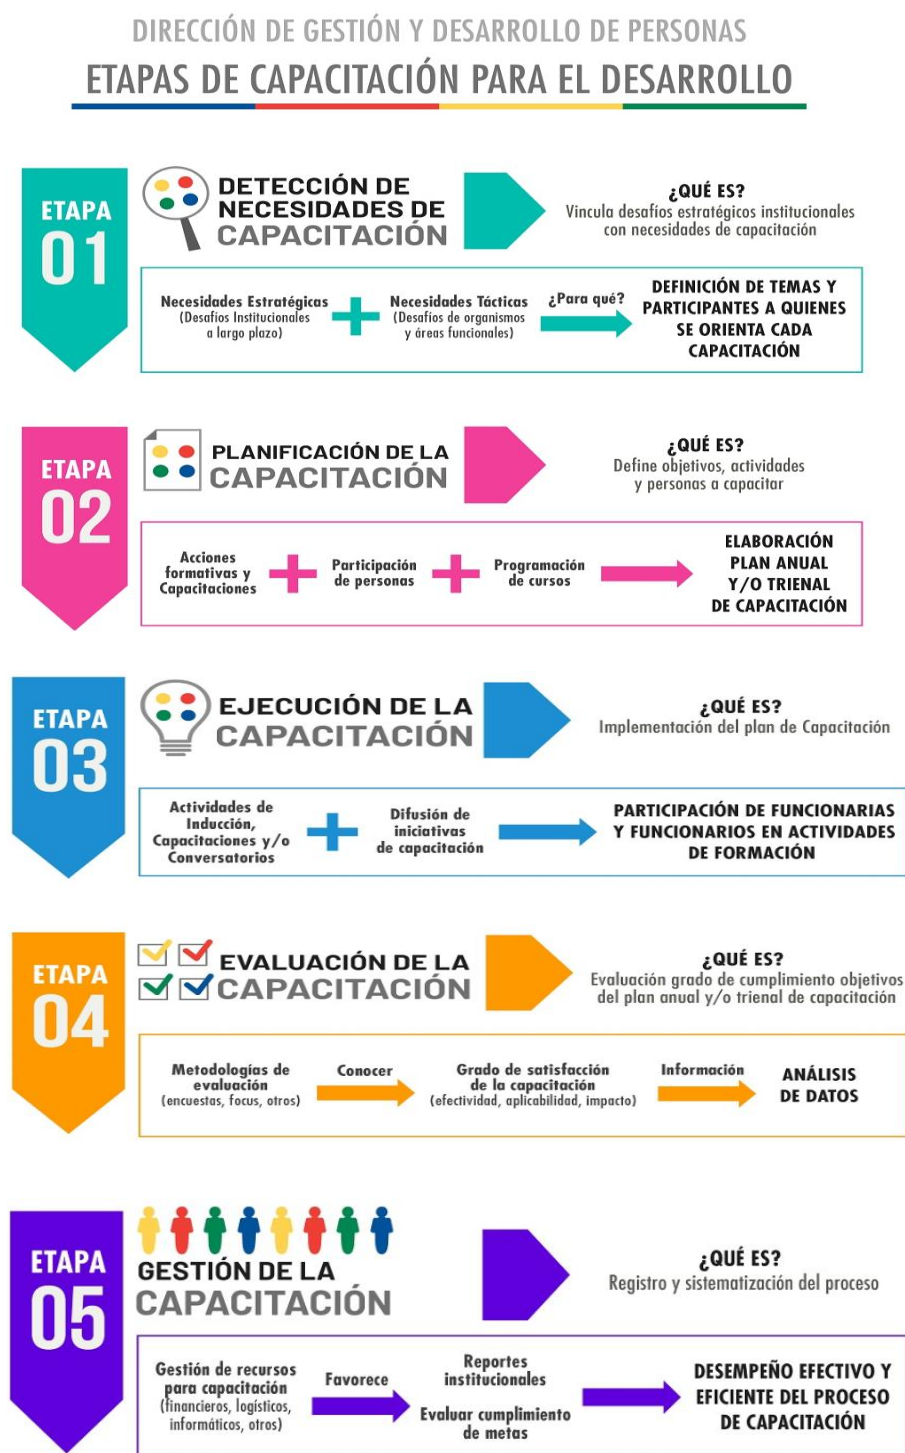 DIRECCIÓN DE GESTIÓN Y DESARROLLO DE PERSONAS
ETAPAS DE CAPACITACIÓN PARA EL DESARROLLO
ETAPA
01
DETECCIÓN DE
NECESIDADES DE
CAPACITACIÓN
¿QUÉ ES?
Vincula desafíos estratégicos institucionales
con necesidades de capacitación
Necesidades Estratégicas
(Desafíos Institucionales
a largo plazo)
+
Necesidades Tácticas
(Desafíos de organismos
y áreas funcionales)
¿Para qué?
DEFINICIÓN DE TEMAS Y
PARTICIPANTES A QUIENES
SE ORIENTA CADA
CAPACITACIÓN
ETAPA
02
PLANIFICACIÓN DE LA
CAPACITACIÓN
¿QUÉ ES?
Define objetivos, actividades
y personas a capacitar
Acciones
formativas y
Capacitaciones
+
Participación
de personas
+
Programación
de cursos
ELABORACIÓN
PLAN ANUAL
Y/O TRIENAL
DE CAPACITACIÓN
ETAPA
03
EJECUCIÓN DE LA
CAPACITACIÓN
¿QUÉ ES?
Implementación del plan de Capacitación
Actividades de
Inducción,
Capacitaciones y/o
Conversatorios
+
Difusión de
iniciativas
de capacitación
PARTICIPACIÓN DE FUNCIONARIAS
Y FUNCIONARIOS EN ACTIVIDADES
DE FORMACIÓN
ETAPA
04
EVALUACIÓN DE LA
CAPACITACIÓN
¿QUÉ ES?
Evaluación grado de cumplimiento objetivos
del plan anual y/o trienal de capacitación
Metodologías de
evaluación
(encuestas, focus, otros)
Conocer
Grado de satisfacción
de la capacitación
(efectividad, aplicabilidad, impacto)
Información
ANÁLISIS
DE DATOS
ETAPA
05
GESTIÓN DE LA
CAPACITACIÓN
¿QUÉ ES?
Registro y sistematización del proceso
Gestión de recursos
para capacitación
(financieros, logísticos,
informáticos, otros)
Favorece
Reportes
institucionales
Evaluar cumplimiento
de metas
DESEMPEÑO EFECTIVO Y
EFICIENTE DEL PROCESO
DE CAPACITACIÓN